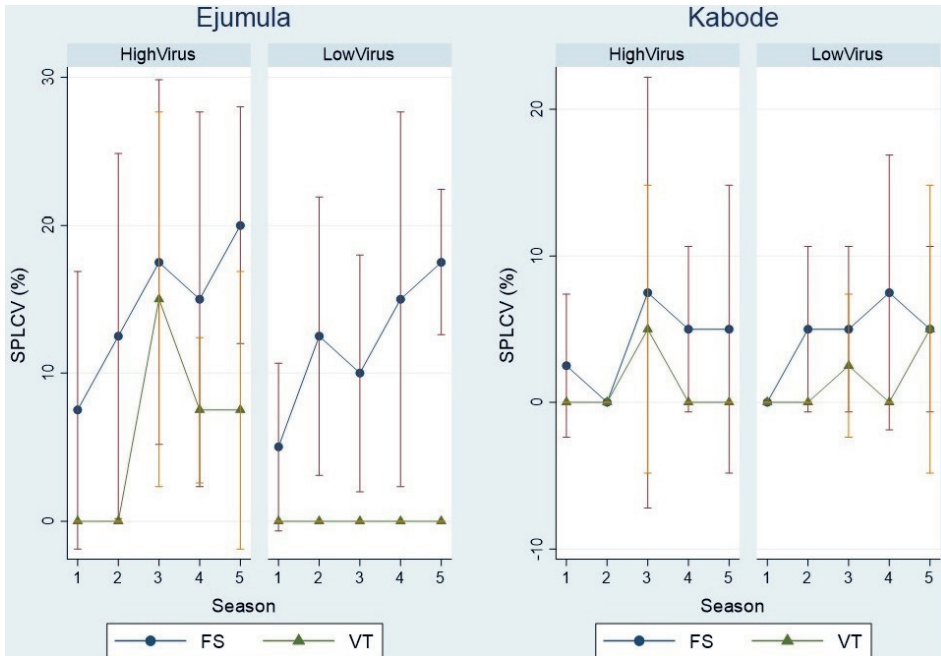 Ejumula
HighVirus LowVirus
SPLCV (%)
30
20
10
0
1 2 3 4 5 1 2 3 4 5
Season
FS VT
Kabode
HighVirus LowVirus
SPLCV (%)
20
10
0
-10
1 2 3 4 5 1 2 3 4 5
Season
FS VT